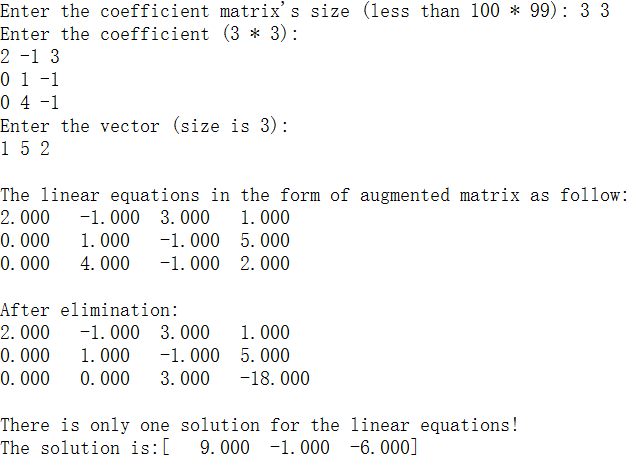 Enter the coefficient matrix's size (less than 100 * 99): 3 3
Enter the coefficient (3 * 3):
2 -1 3
0 1 -1
0 4 -1
Enter the vector (size is 3):
1 5 2
The linear equations in the form of augmented matrix as follow:
2.000 -1.000 3.000 1.000
0.000 1.000 -1.000 5.000
0.000 4.000 -1.000 2.000
After elimination:
2.000 -1.000 3.000 1.000
0.000 1.000 -1.000 5.000
0.000 0.000 3.000 -18.000
There is only one solution for the linear equations!
The solution is:[ 9.000 -1.000 -6.000]